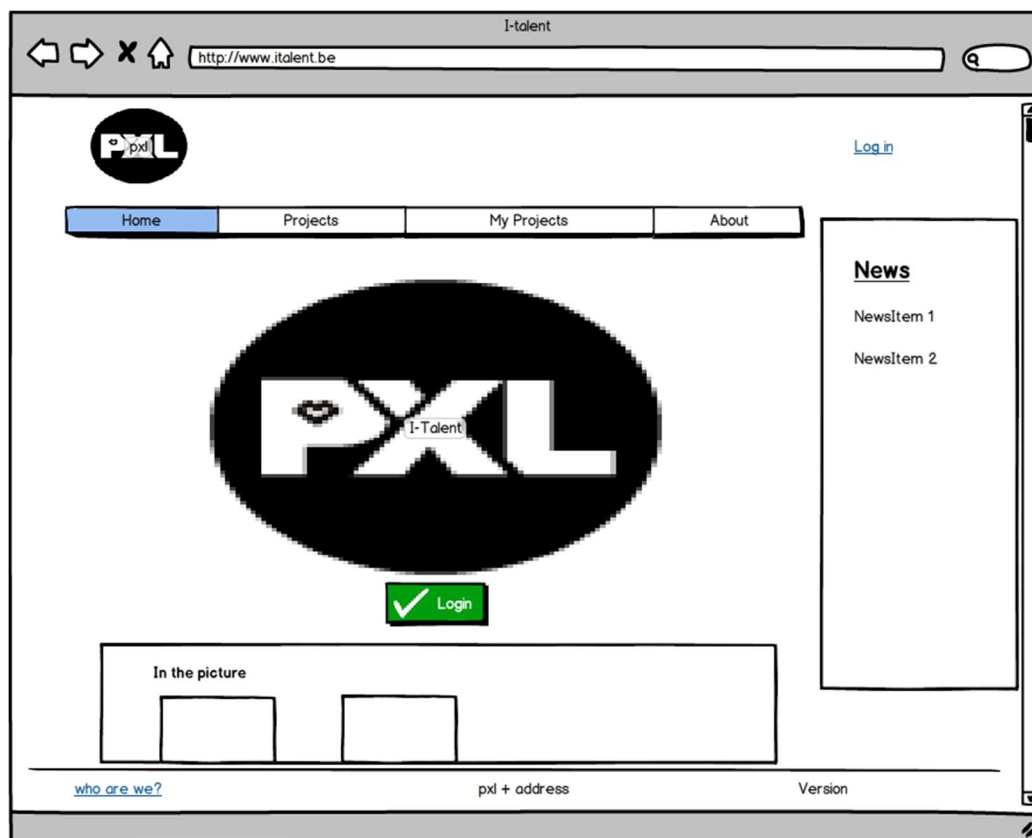 I-talent
http://www.italent.be
PXL
pxl
Log in
Home Projects My Projects About
News
NewsItem 1
NewsItem 2
PXL
I-Talent
Login
In the picture
who are we? pxl + address Version